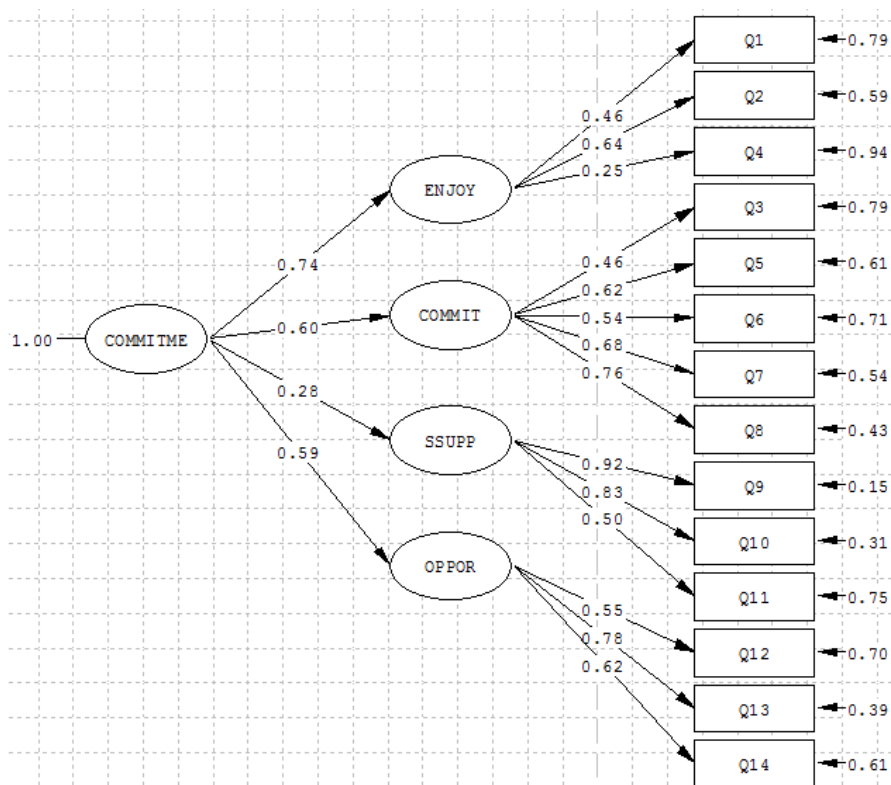 Q1 0.79
Q2 0.59
0.46
0.64
Q4 0.94
0.25
ENJOY
Q3 0.79
0.74
0.46
Q5 0.61
0.62
COMMIT
0.54
Q6 0.71
0.60
1.00 COMMITME
0.68
0.76
Q7 0.54
0.28
Q8 0.43
SSUPP
0.59
0.92
Q9 0.15
0.83
0.50
Q10 0.31
OPPOR
Q11 0.75
0.55
0.78
Q12 0.70
0.62
Q13 0.39
Q14 0.61